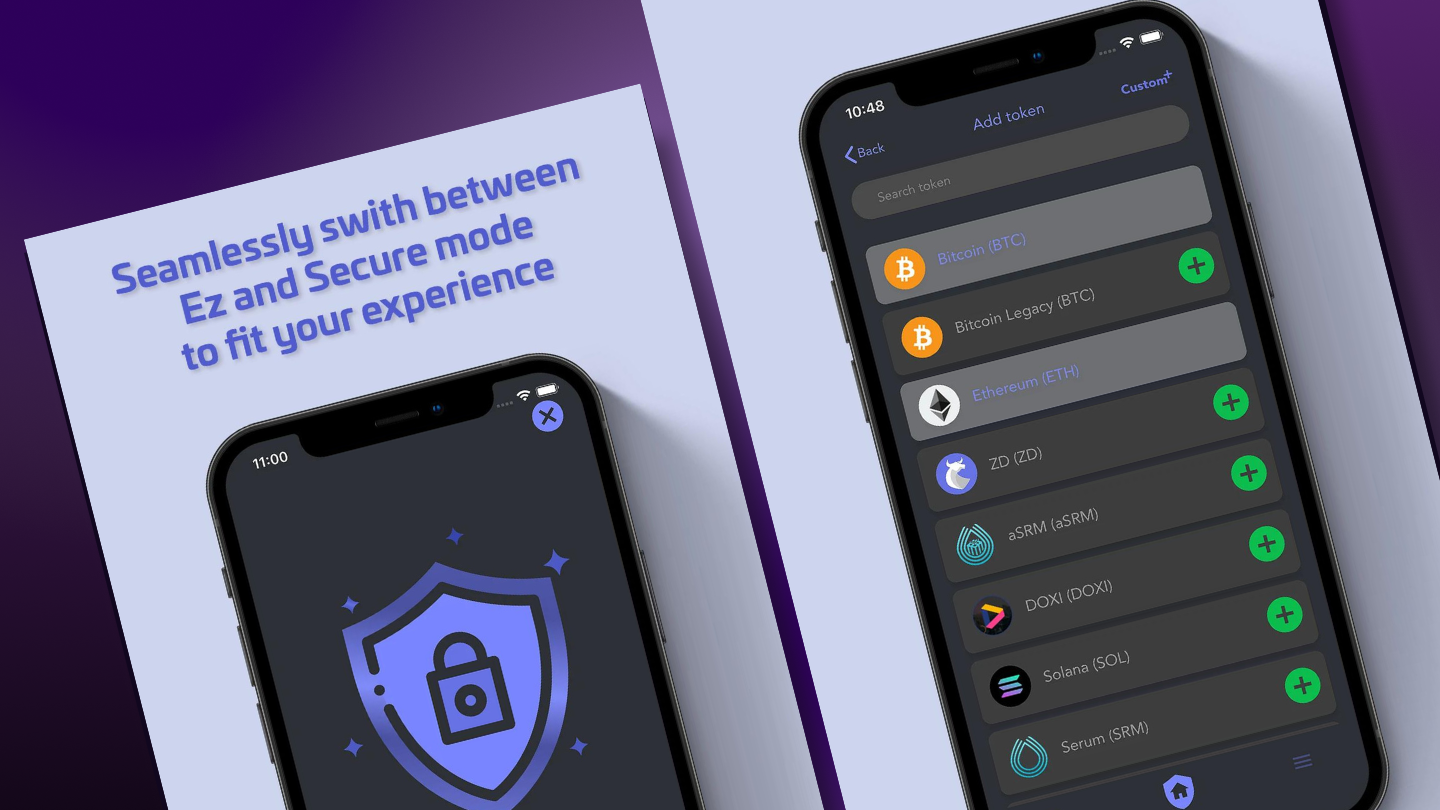 Seamlessly swith between
Ez and Secure mode
to fit your experience
11:00
10:48
Custom+
Add token
Back
Search token
Bitcoin (BTC)
Bitcoin Legacy (BTC)
Ethereum (ETH)
ZD (ZD)
aSRM (aSRM)
DOXI (DOXI)
Solana (SOL)
Serum (SRM)